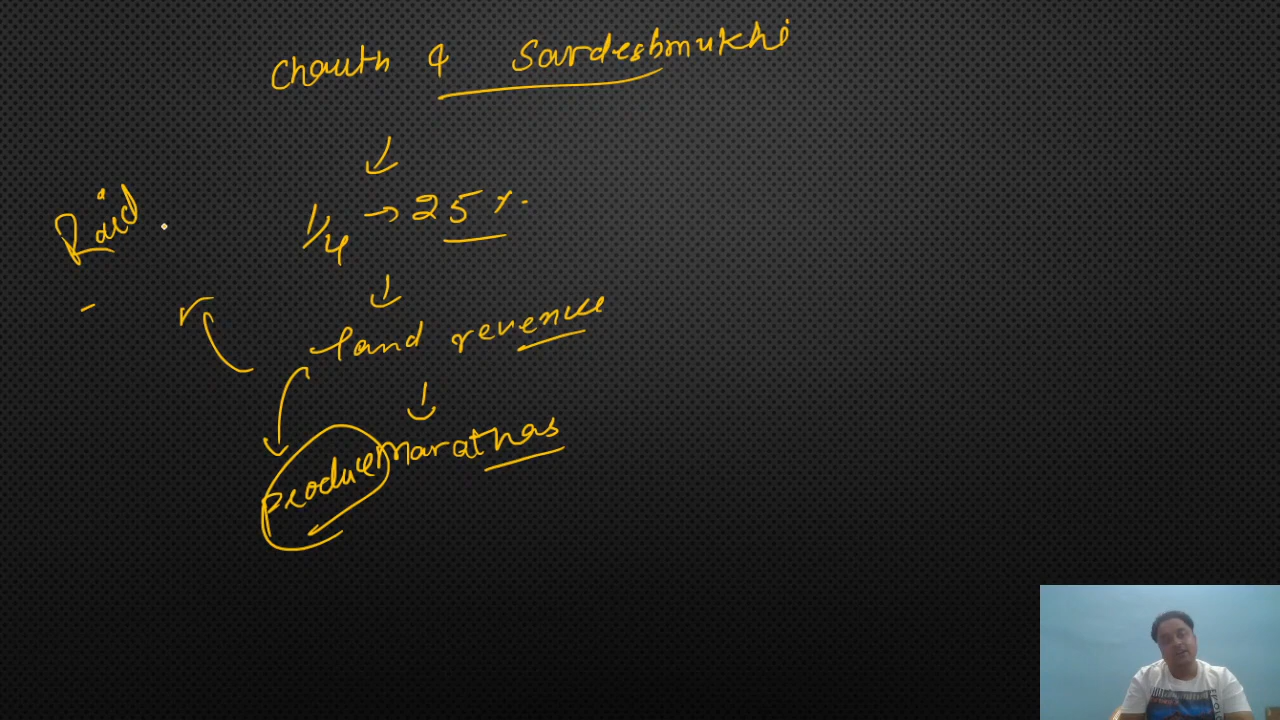 Chauth & Sardeshmukhi
1/4 → 25 %.
Raid
land revenue
produce marathas